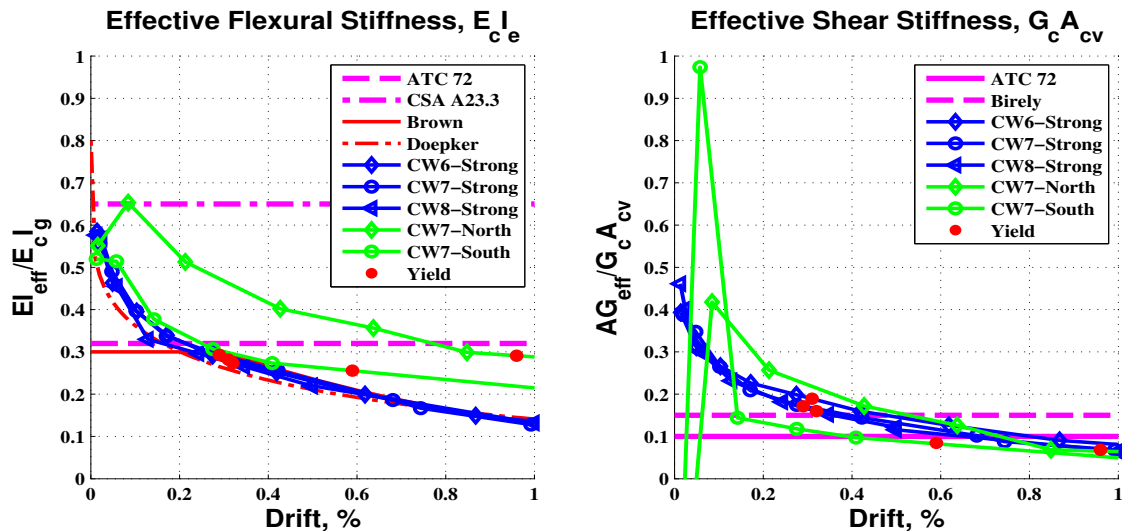 Effective Flexural Stiffness, E_cI_e
1
0.9
0.8
0.7
0.6
0.5
0.4
0.3
0.2
0.1
0
EI_eff/E_cI_g
ATC 72
CSA A23.3
Brown
Doepker
CW6−Strong
CW7−Strong
CW8−Strong
CW7−North
CW7−South
Yield
0 0.2 0.4 0.6 0.8 1
Drift, %
Effective Shear Stiffness, G_cA_cv
1
0.9
0.8
0.7
0.6
0.5
0.4
0.3
0.2
0.1
0
AG_eff/G_cA_cv
ATC 72
Birely
CW6−Strong
CW7−Strong
CW8−Strong
CW7−North
CW7−South
Yield
0 0.2 0.4 0.6 0.8 1
Drift, %